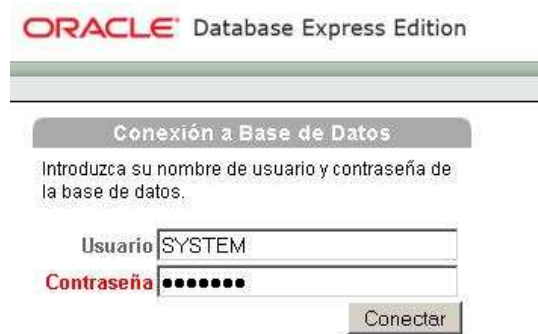 ORACLE Database Express Edition
Conexión a Base de Datos
Introduzca su nombre de usuario y contraseña de
la base de datos.
Usuario SYSTEM
Contraseña •••••••
Conectar